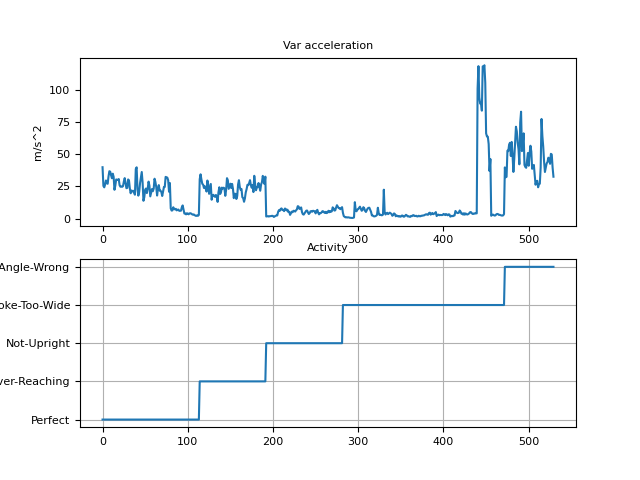 Var acceleration
m/s^2
100
75
50
25
0
0 100 200 300 400 500
Activity
Angle-Wrong
oke-Too-Wide
Not-Upright
ver-Reaching
Perfect
0 100 200 300 400 500